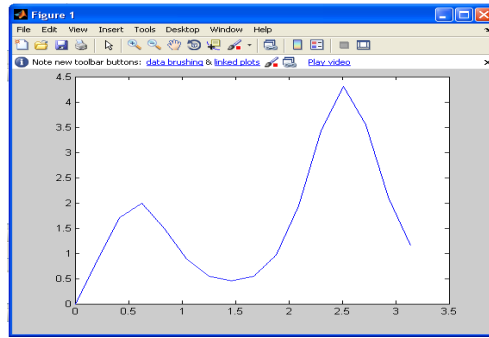 Figure 1
File Edit View Insert Tools Desktop Window Help
Note new toolbar buttons: data brushing & linked plots Play video
4.5
4
3.5
3
2.5
2
1.5
1
0.5
0
0 0.5 1 1.5 2 2.5 3 3.5